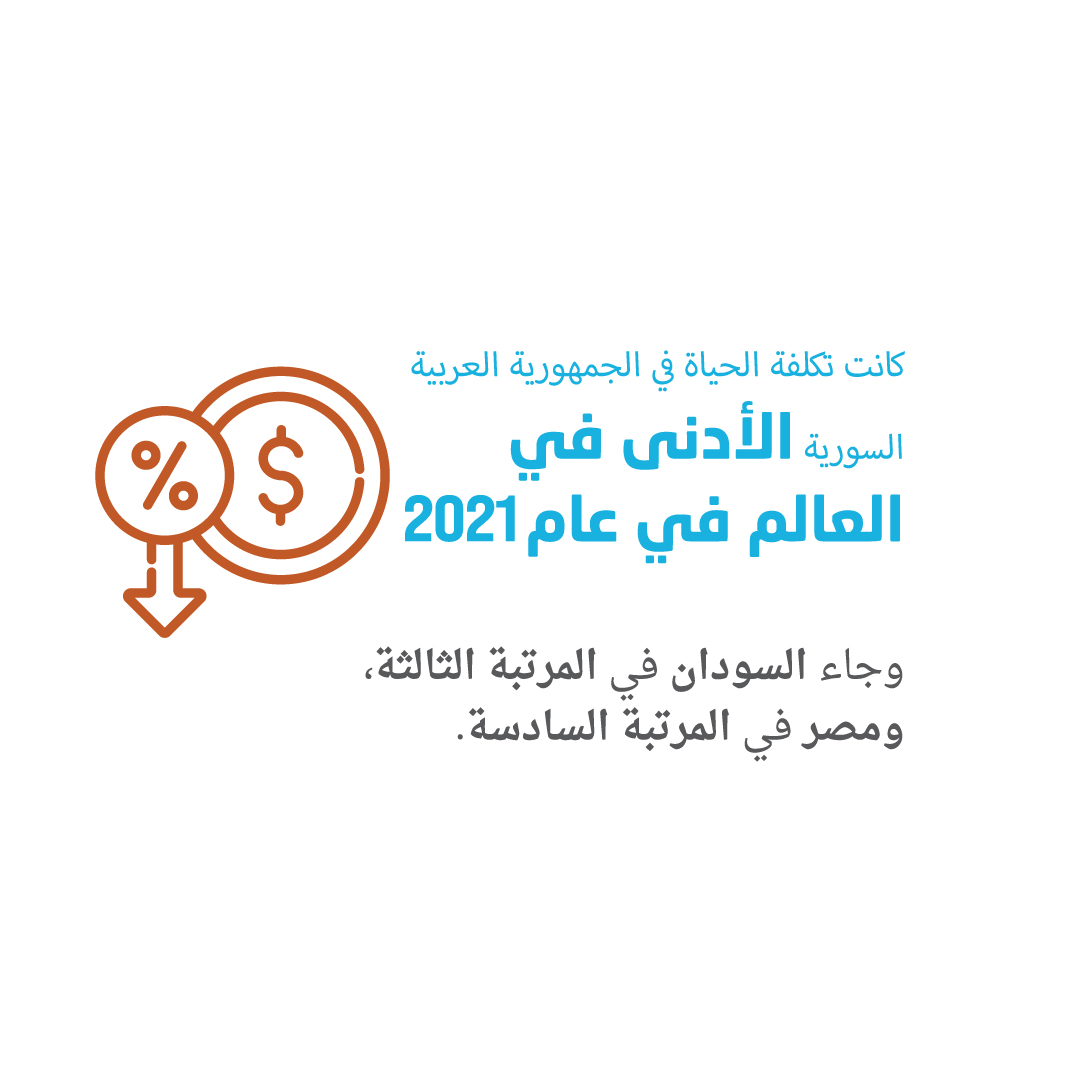 كانت تكلفة الحياة في الجمهورية العربية
السورية الأدنى في
العالم في عام 2021
وجاء السودان في المرتبة الثالثة،
ومصر في المرتبة السادسة.
%
$